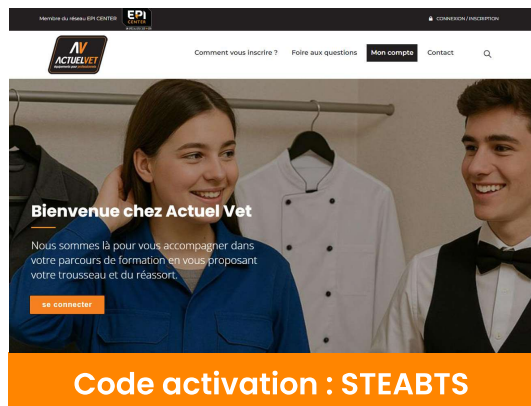 Membre du réseau EPI CENTER
EPI
CENTER
CONNEXION / INSCRIPTION
AV
ACTUELVET
Comment vous inscrire ?
Foire aux questions
Mon compte
Contact
Bienvenue chez Actuel Vet
Nous sommes là pour vous accompagner dans
votre parcours de formation en vous proposant
votre trousseau et du réassort.
se connecter
Code activation : STEABTS